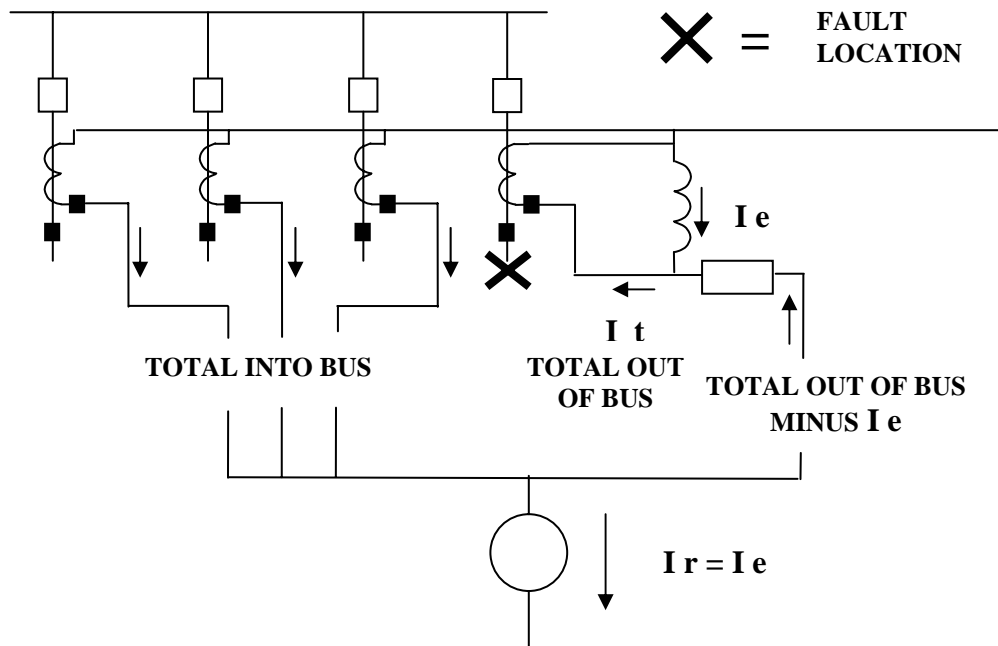 = FAULT
LOCATION
I e
I t
TOTAL INTO BUS
TOTAL OUT
OF BUS
TOTAL OUT OF BUS
MINUS I e
I r = I e